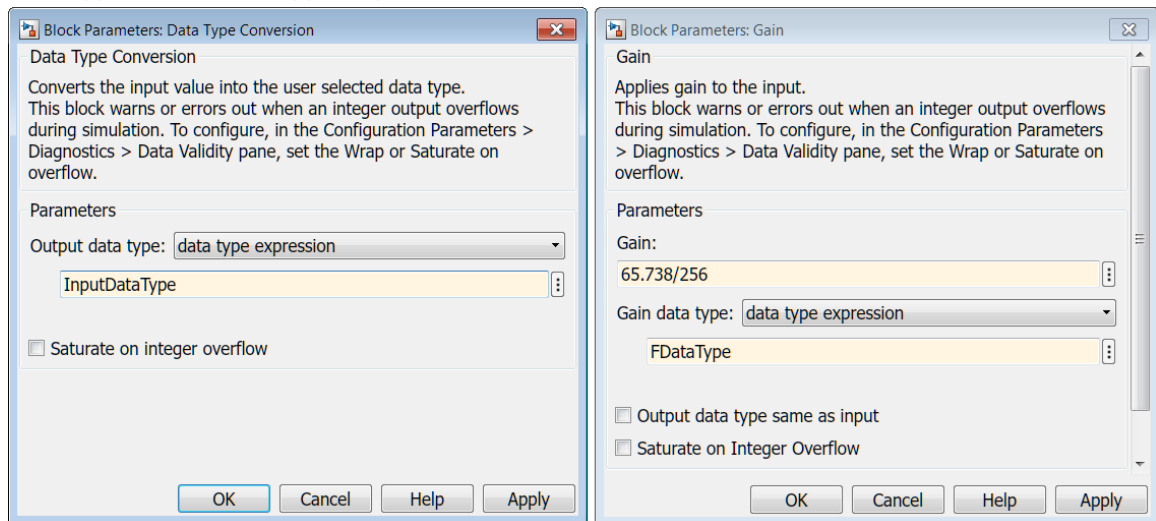 Block Parameters: Data Type Conversion
Data Type Conversion
Converts the input value into the user selected data type.
This block warns or errors out when an integer output overflows
during simulation. To configure, in the Configuration Parameters >
Diagnostics > Data Validity pane, set the Wrap or Saturate on
overflow.
Parameters
Output data type: data type expression
InputDataType
Saturate on integer overflow
OK Cancel Help Apply
Block Parameters: Gain
Gain
Applies gain to the input.
This block warns or errors out when an integer output overflows
during simulation. To configure, in the Configuration Parameters
> Diagnostics > Data Validity pane, set the Wrap or Saturate on
overflow.
Parameters
Gain:
65.738/256
Gain data type: data type expression
FDataType
Output data type same as input
Saturate on Integer Overflow
OK Cancel Help Apply